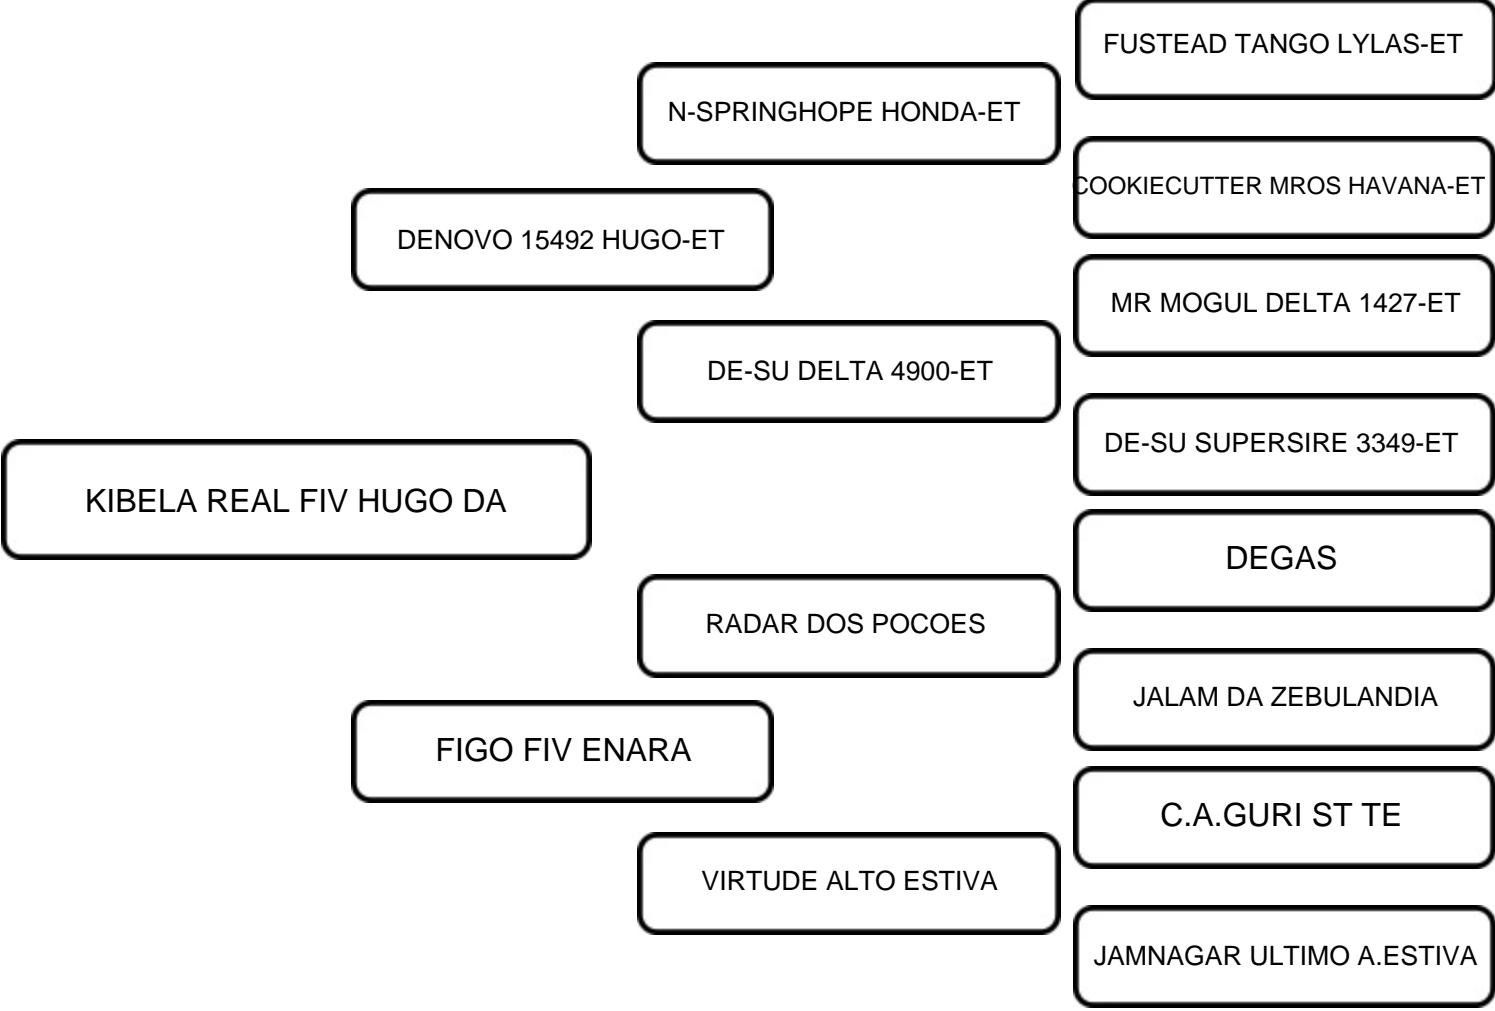 FUSTEAD TANGO LYLAS-ET
N-SPRINGHOPE HONDA-ET
COOKIECUTTER MROS HAVANA-ET
DENOVO 15492 HUGO-ET
MR MOGUL DELTA 1427-ET
DE-SU DELTA 4900-ET
DE-SU SUPERSIRE 3349-ET
KIBELA REAL FIV HUGO DA
DEGAS
RADAR DOS POCOES
JALAM DA ZEBULANDIA
FIGO FIV ENARA
C.A.GURI ST TE
VIRTUDE ALTO ESTIVA
JAMNAGAR ULTIMO A.ESTIVA